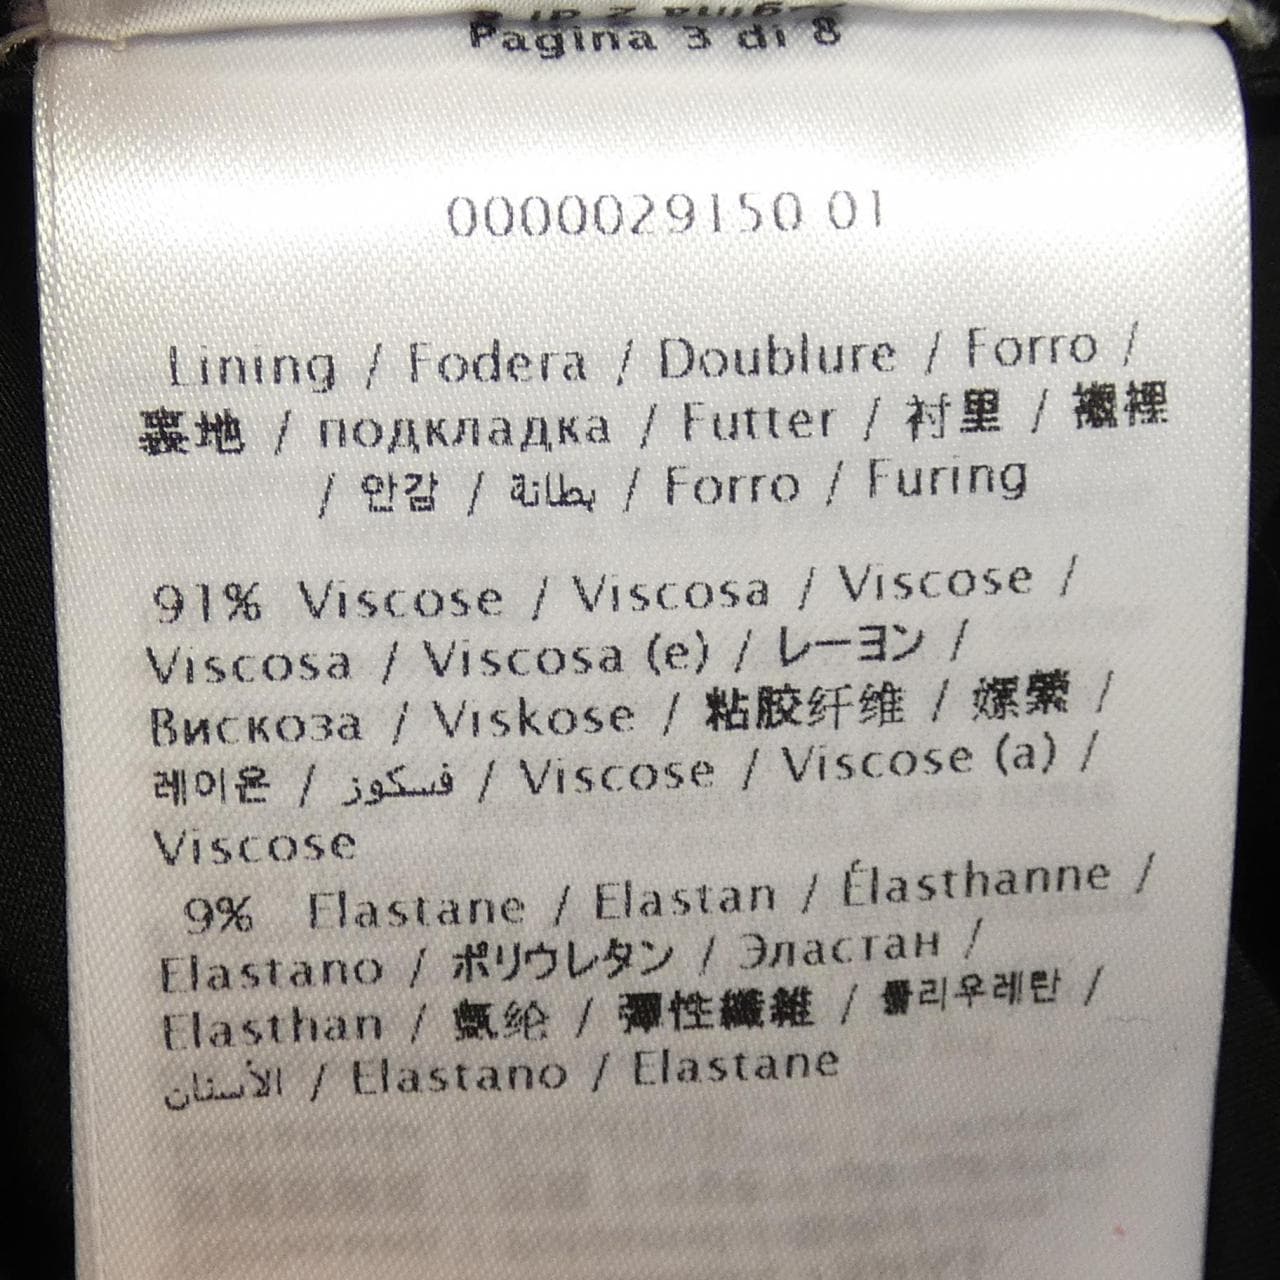 Pagina 3 di 8
0000029150 01
Lining / Fodera / Doublure / Forro /
裏地 / подкладка / Futter / 衬里 / 襯裡
/ 안감 / بطانة / Forro / Furing
91% Viscose / Viscosa / Viscose /
Viscosa / Viscosa (e) / レーヨン /
Вискоза / Viskose / 粘胶纤维 / 嫘縈 /
레이온 / فسكوز / Viscose / Viscose (a) /
Viscose
9% Elastane / Elastan / Élasthanne /
Elastano / ポリウレタン / Эластан /
Elasthan / 氨纶 / 彈性纖維 / 폴리우레탄 /
الأستان / Elastano / Elastane